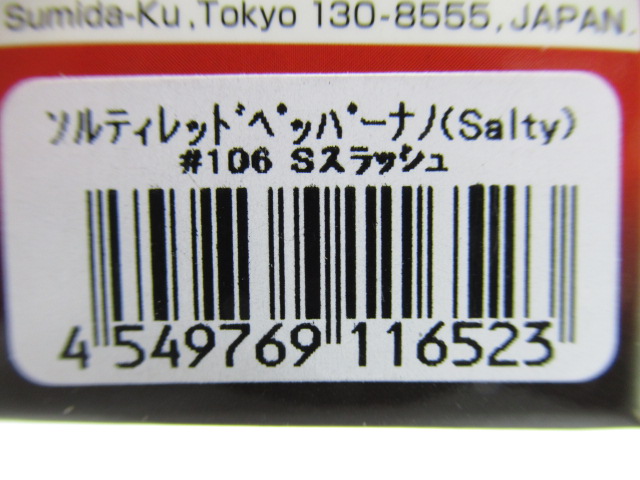 Sumida-Ku,Tokyo 130-8555,JAPAN.
ソルティレッドペッパーナノ(Salty)
#106 Sスラッシュ
4 549769 116523